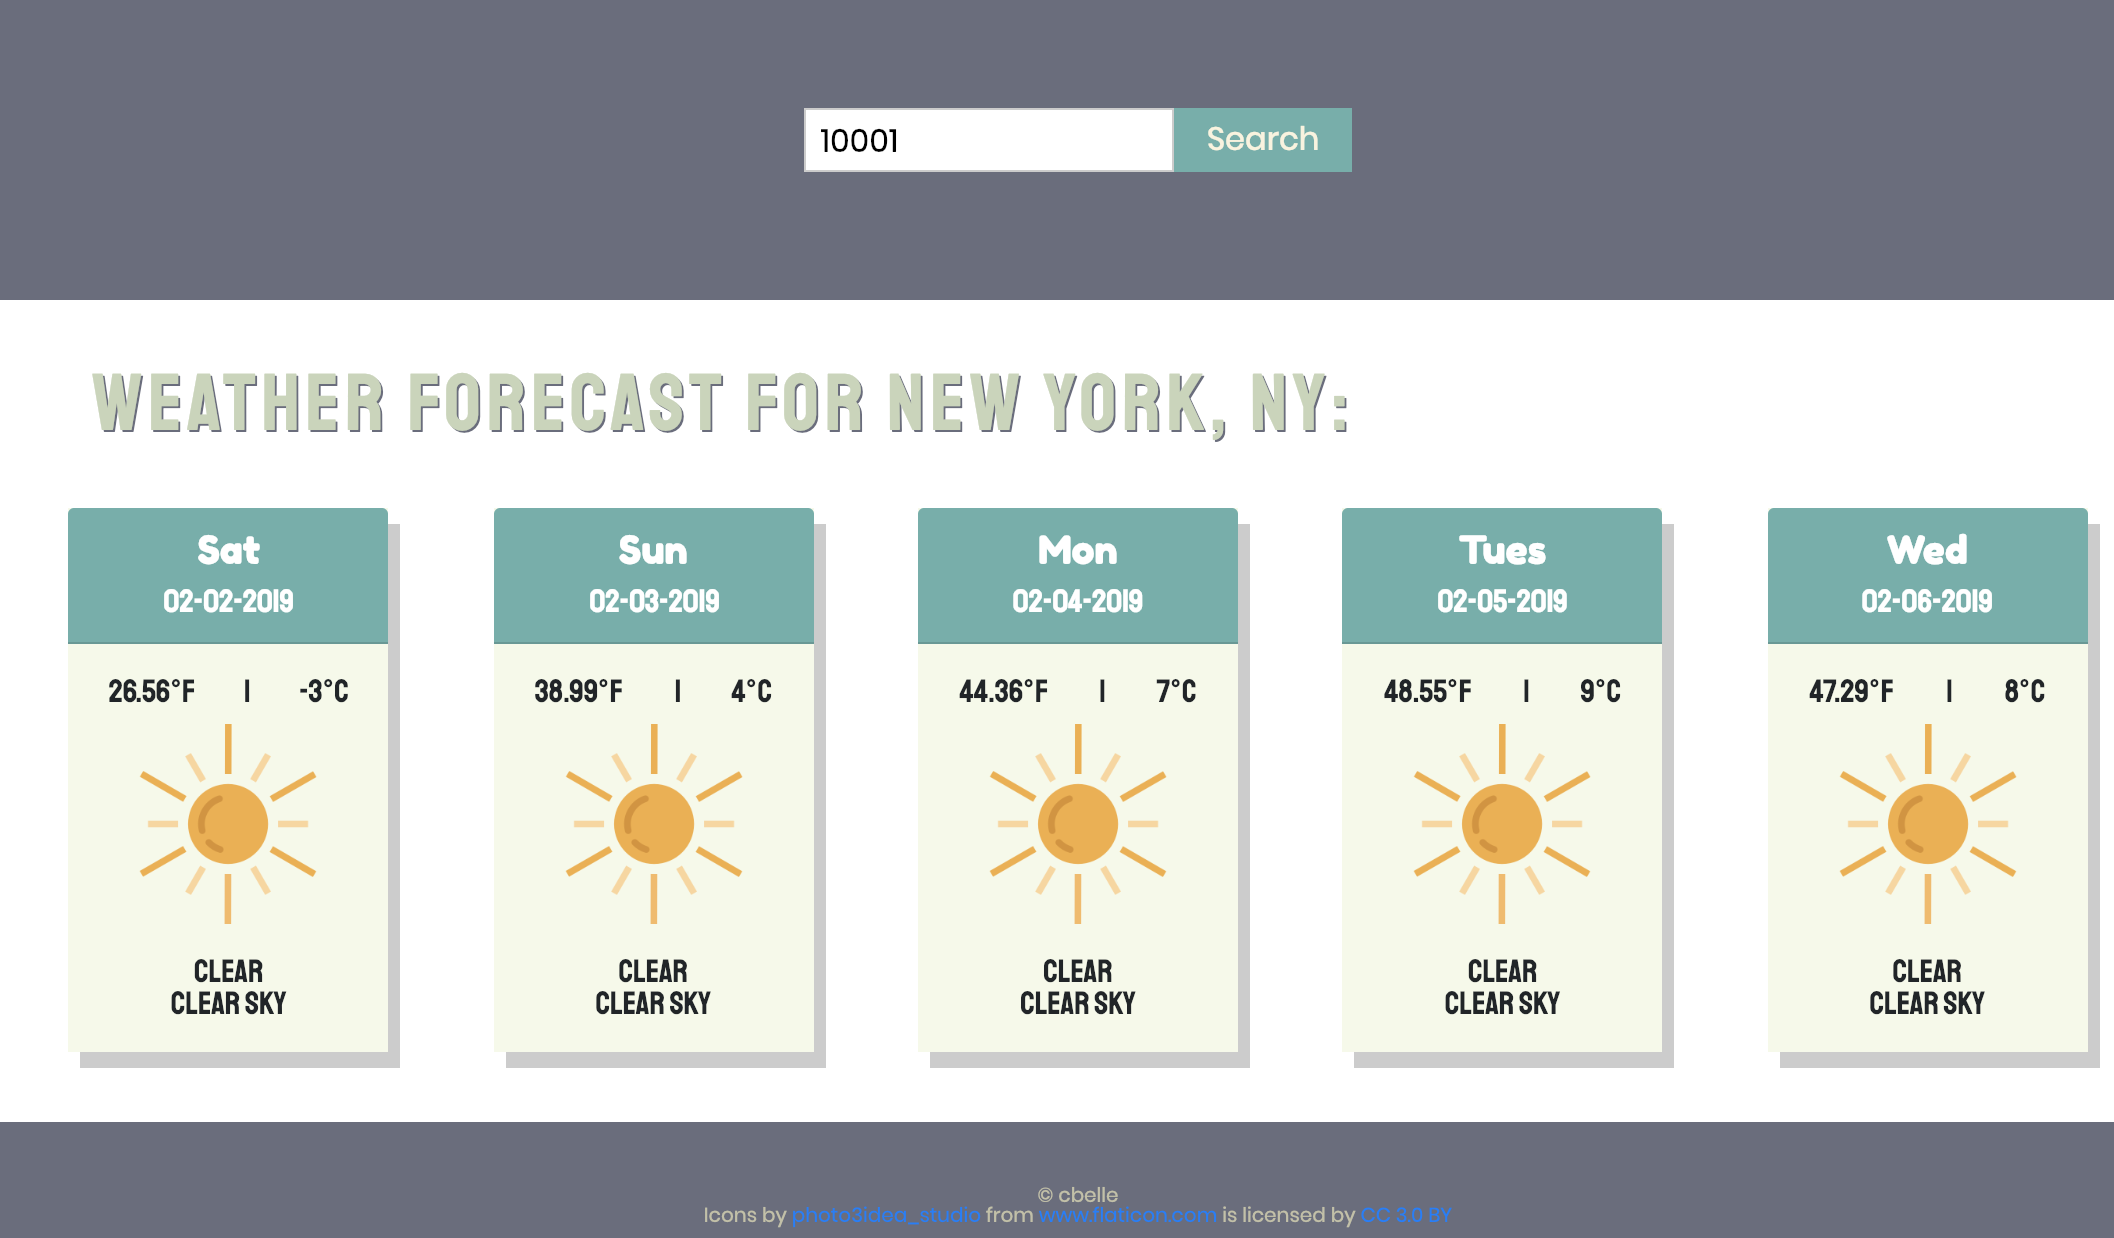 10001 Search
WEATHER FORECAST FOR NEW YORK, NY:
Sat
02-02-2019
26.56°F | -3°C
CLEAR
CLEAR SKY
Sun
02-03-2019
38.99°F | 4°C
CLEAR
CLEAR SKY
Mon
02-04-2019
44.36°F | 7°C
CLEAR
CLEAR SKY
Tues
02-05-2019
48.55°F | 9°C
CLEAR
CLEAR SKY
Wed
02-06-2019
47.29°F | 8°C
CLEAR
CLEAR SKY
© cbelle
Icons by photo3idea_studio from www.flaticon.com is licensed by CC 3.0 BY